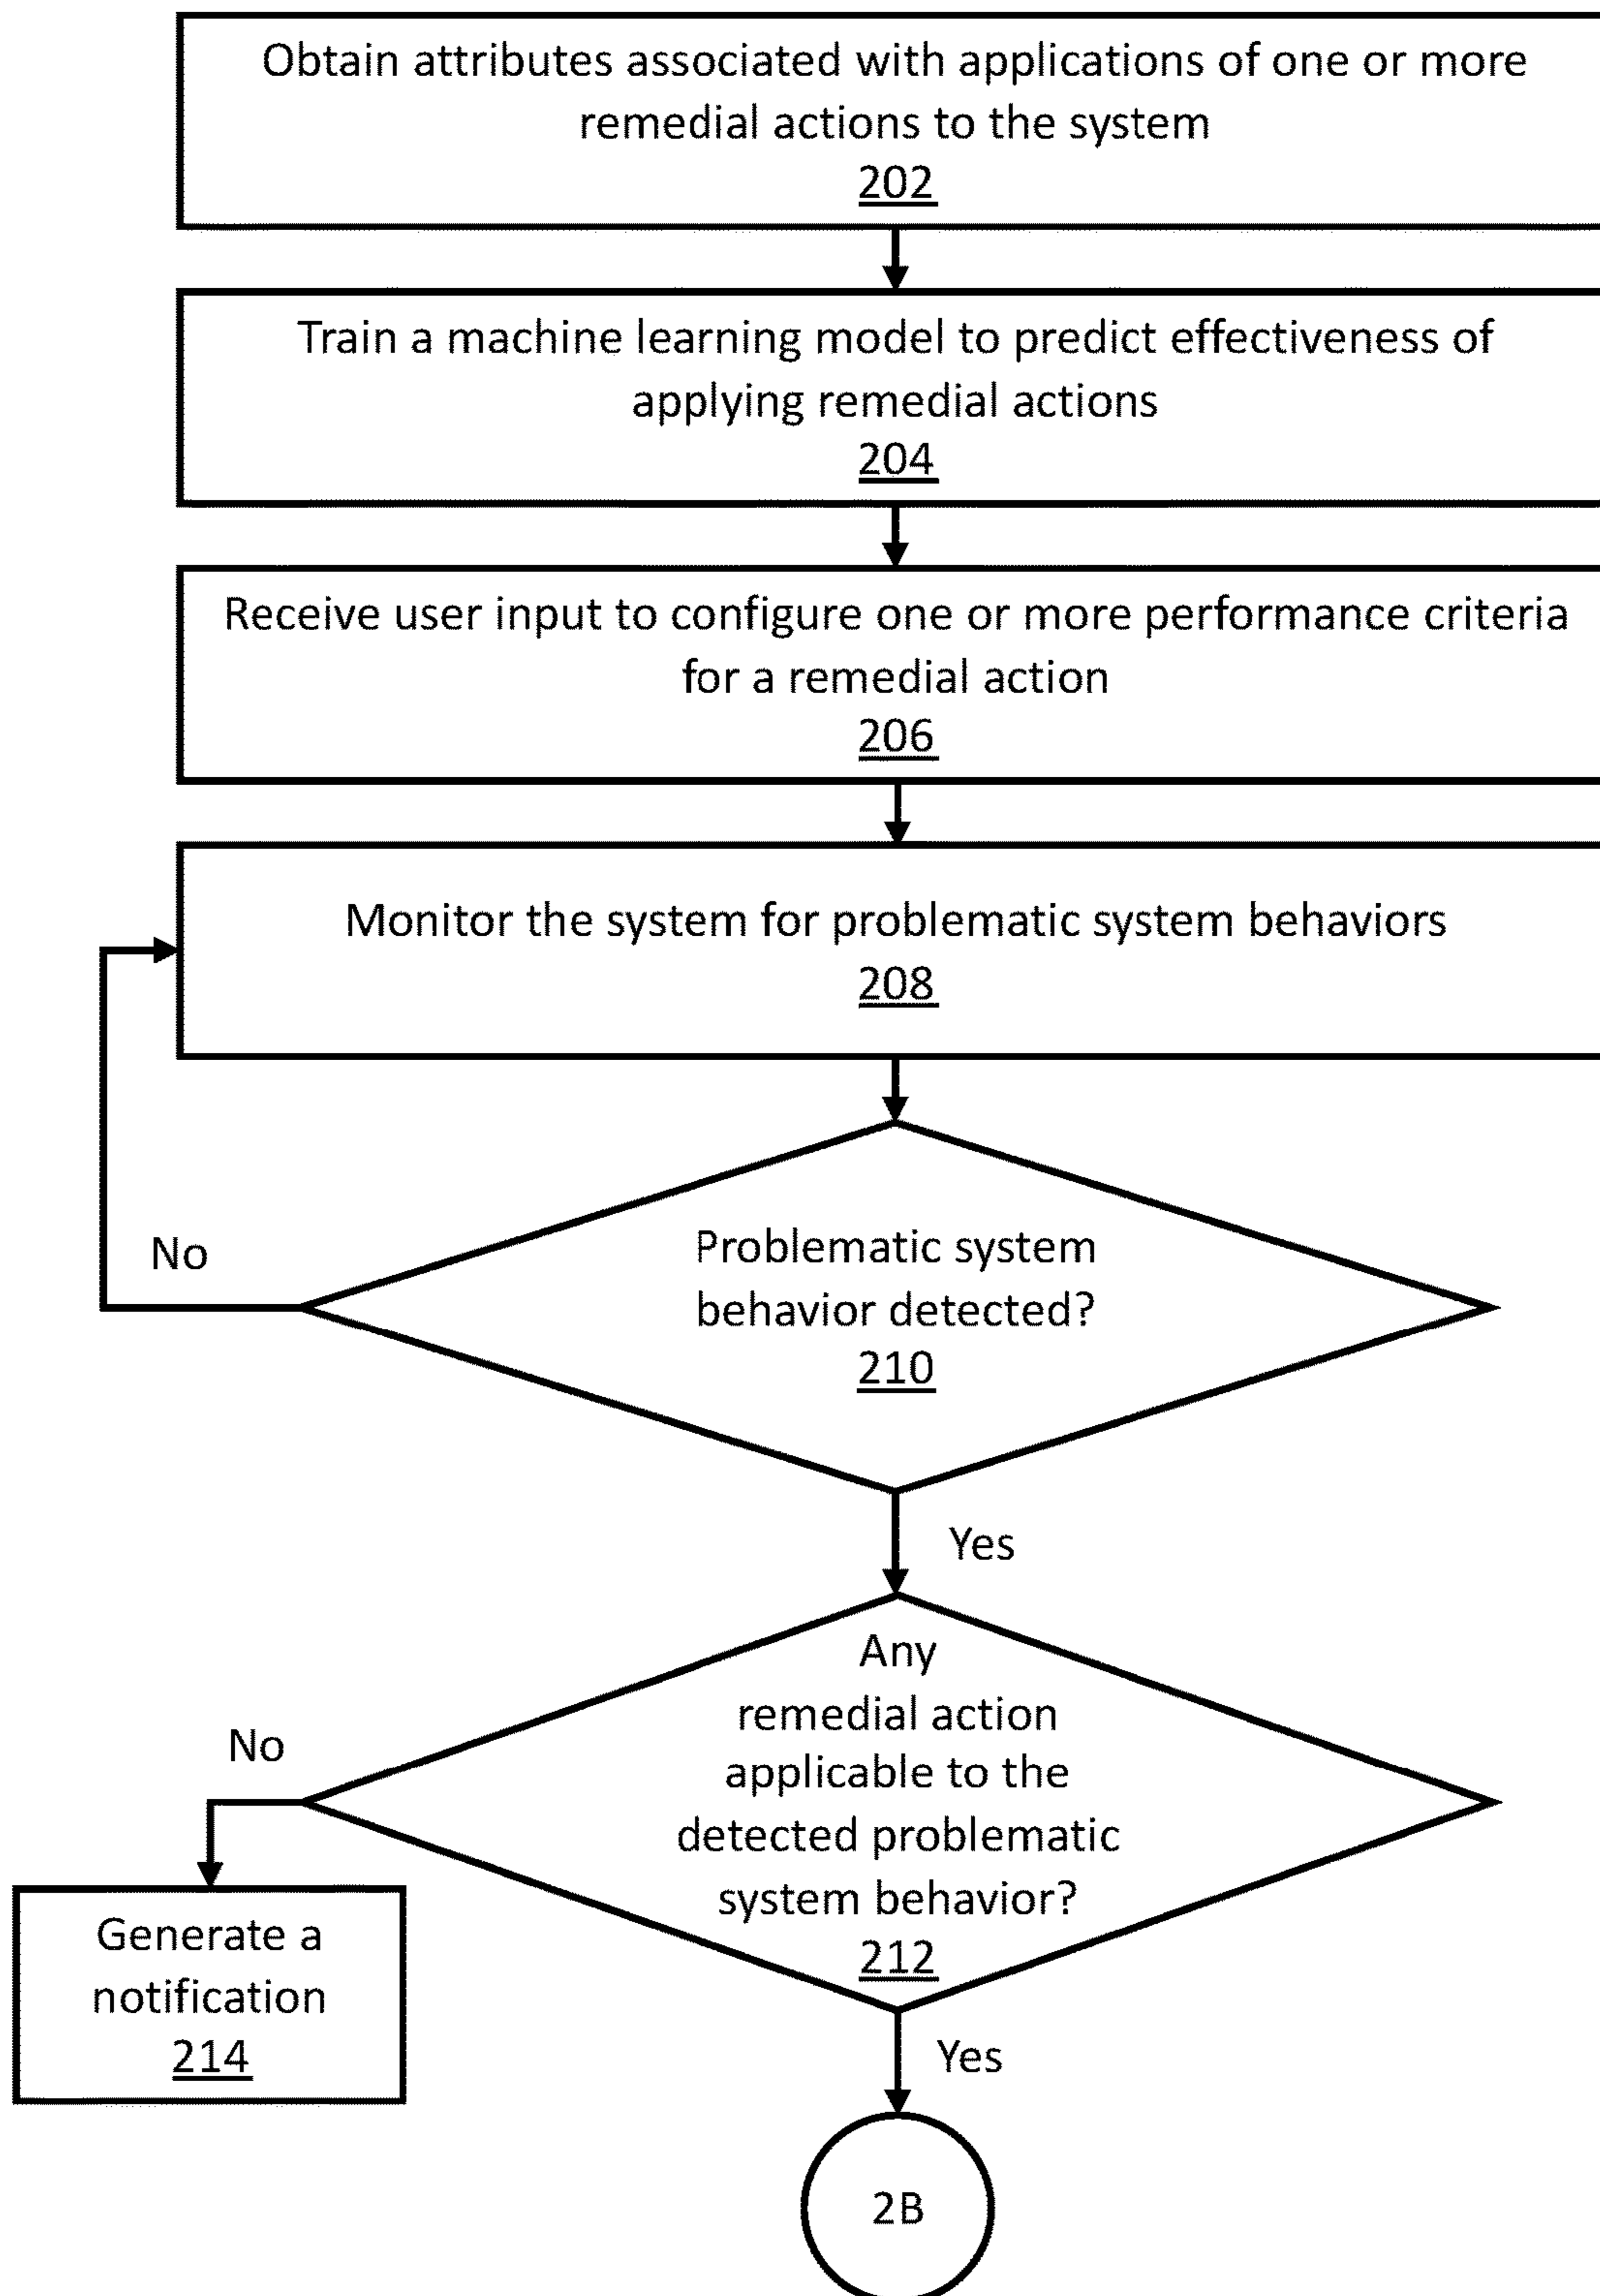 Obtain attributes associated with applications of one or more
remedial actions to the system
202
Train a machine learning model to predict effectiveness of
applying remedial actions
204
Receive user input to configure one or more performance criteria
for a remedial action
206
Monitor the system for problematic system behaviors
208
No
Problematic system
behavior detected?
210
Yes
Any
remedial action
applicable to the
detected problematic
system behavior?
212
No
Generate a
notification
214
Yes
2B